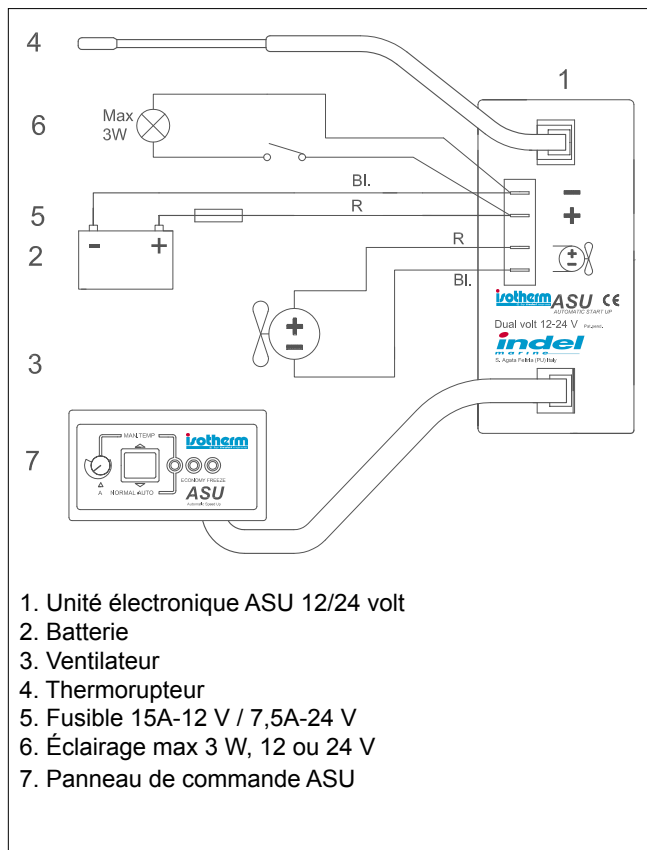 4
1
6
Max
3W
Bl.
−
5
R
+
2
- +
R
+
−
Bl.
+
−
isotherm ASU CE
AUTOMATIC START UP
Dual volt 12-24 V
indel
marine
S. Agata Feltria (PU) Italy
3
7
MAN.TEMP
isotherm
A
NORMAL AUTO
ECONOMY FREEZE
ASU
Automatic Speed Up
1. Unité électronique ASU 12/24 volt
2. Batterie
3. Ventilateur
4. Thermorupteur
5. Fusible 15A-12 V / 7,5A-24 V
6. Éclairage max 3 W, 12 ou 24 V
7. Panneau de commande ASU